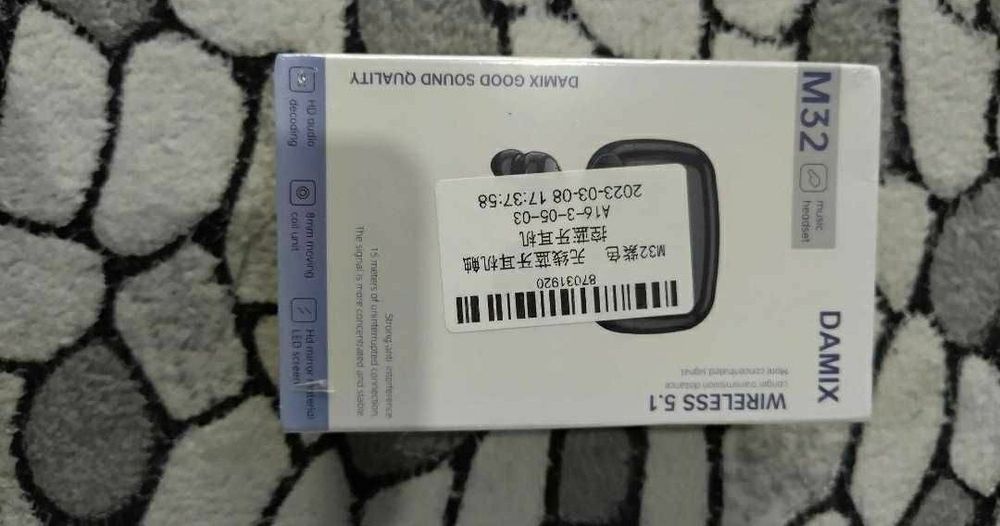 DAMIX
M32
music
headset
WIRELESS 5.1
Longer transmission distance
More concentrated signal
87031920
M32紫色 无线蓝牙耳机触
控蓝牙耳机
A16-3-05-03
2023-03-08 17:37:58
DAMIX GOOD SOUND QUALITY
Strong anti interference
15 meters of uninterrupted connection.
The signal is more concentrated and stable
HD audio
decoding
8mm moving
coil unit
Hd mirror material
LED screen